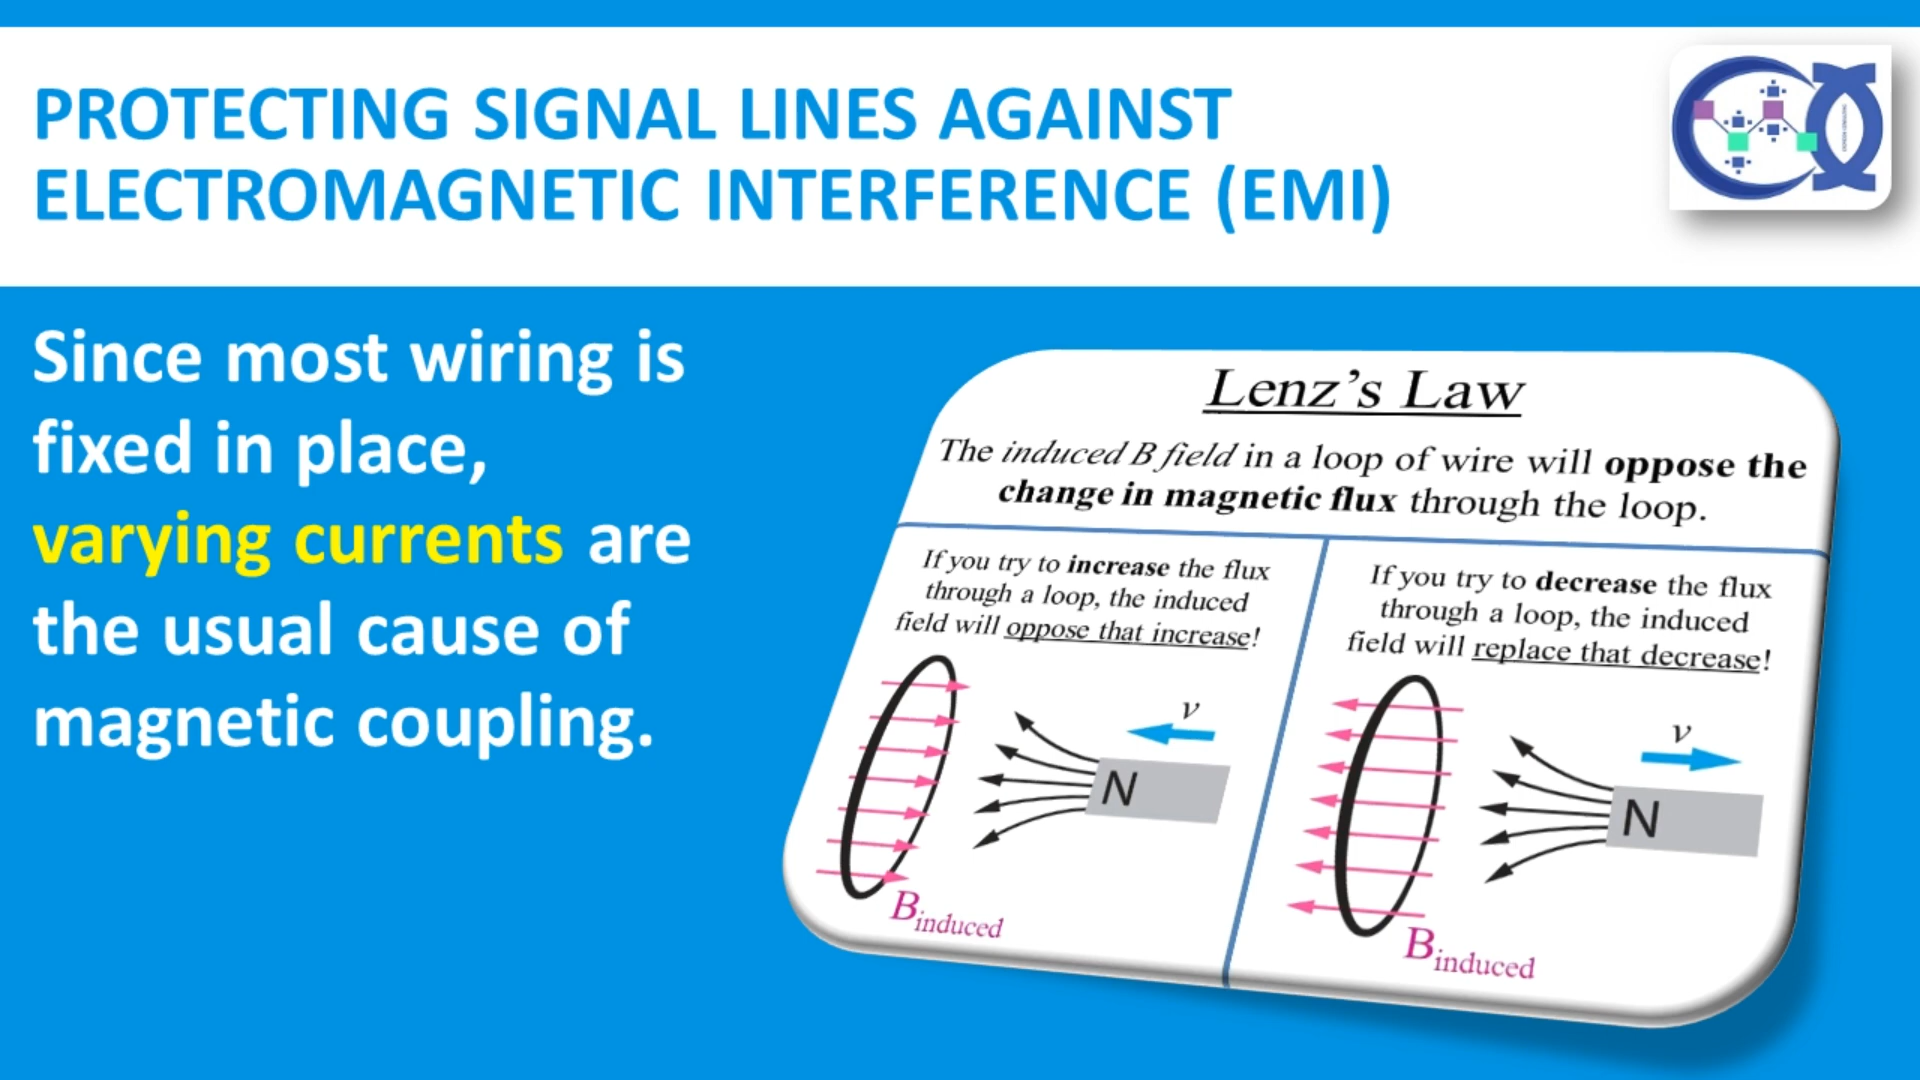 PROTECTING SIGNAL LINES AGAINST
ELECTROMAGNETIC INTERFERENCE (EMI)
Since most wiring is
fixed in place,
varying currents are
the usual cause of
magnetic coupling.
Lenz's Law
The induced B field in a loop of wire will oppose the
change in magnetic flux through the loop.
If you try to increase the flux
through a loop, the induced
field will oppose that increase!
v
N
Binduced
If you try to decrease the flux
through a loop, the induced
field will replace that decrease!
v
N
Binduced